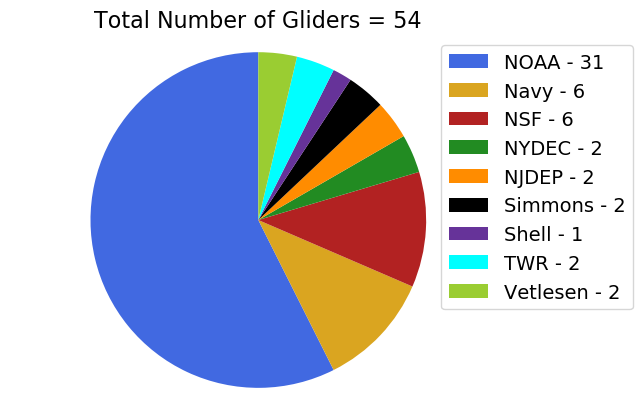 Total Number of Gliders = 54
NOAA - 31
Navy - 6
NSF - 6
NYDEC - 2
NJDEP - 2
Simmons - 2
Shell - 1
TWR - 2
Vetlesen - 2